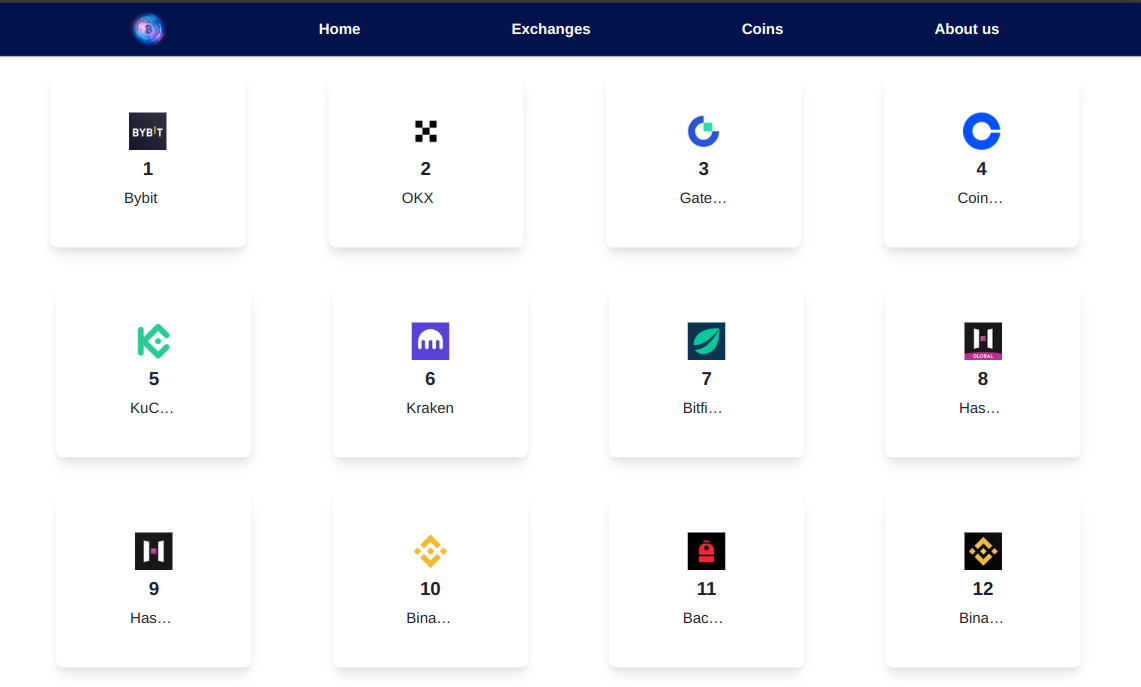 Home Exchanges Coins About us
BYB!T
1 2 3 4
Bybit OKX Gate… Coin…
GLOBAL
5 6 7 8
KuC… Kraken Bitfi… Has…
9 10 11 12
Has… Bina… Bac… Bina…